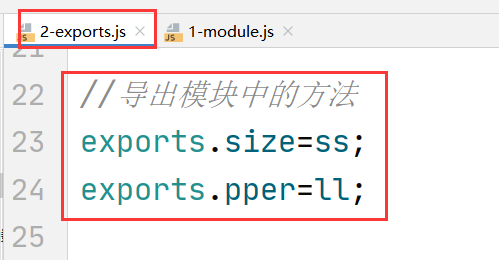 2-exports.js × 1-module.js ×
21
22 //导出模块中的方法
23 exports.size=ss;
24 exports.pper=ll;
25